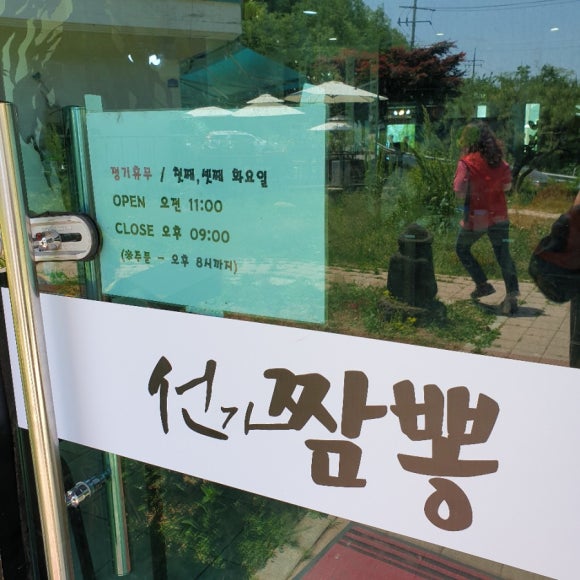 정기휴무 / 첫째, 셋째 화요일
OPEN 오전 11:00
CLOSE 오후 09:00
(※주문 - 오후 8시까지)
선기짬뽕